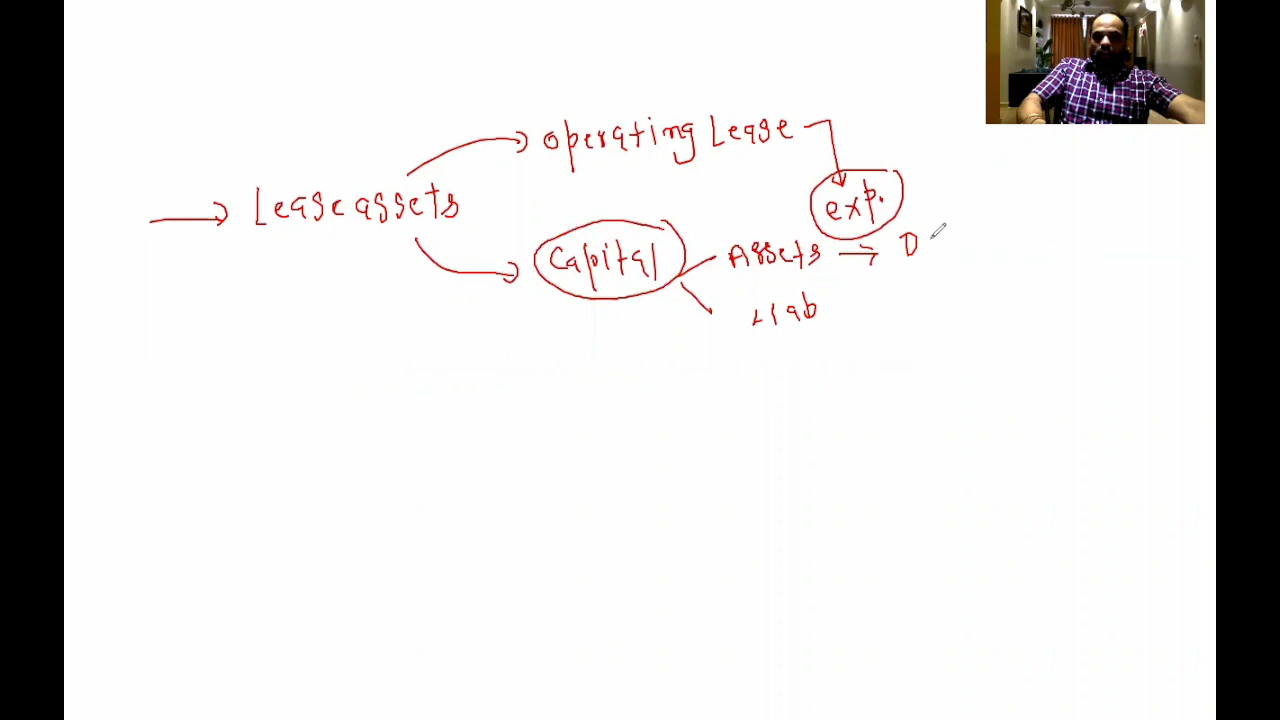 operating Lease
exp.
Lease assets
Capital
Assets → D
Liab